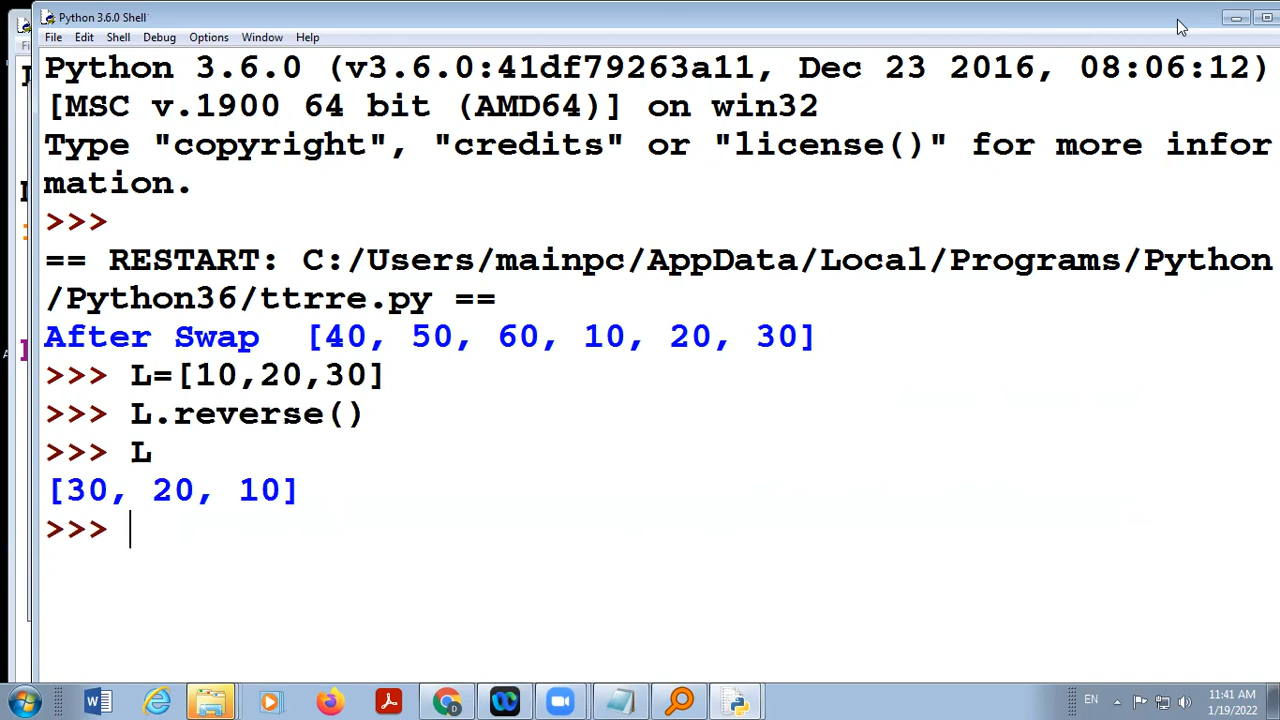 Python 3.6.0 Shell
File Edit Shell Debug Options Window Help
Python 3.6.0 (v3.6.0:41df79263a11, Dec 23 2016, 08:06:12)
[MSC v.1900 64 bit (AMD64)] on win32
Type "copyright", "credits" or "license()" for more infor
mation.
>>>
== RESTART: C:/Users/mainpc/AppData/Local/Programs/Python
/Python36/ttrre.py ==
After Swap  [40, 50, 60, 10, 20, 30]
>>> L=[10,20,30]
>>> L.reverse()
>>> L
[30, 20, 10]
>>>
EN
11:41 AM
1/19/2022